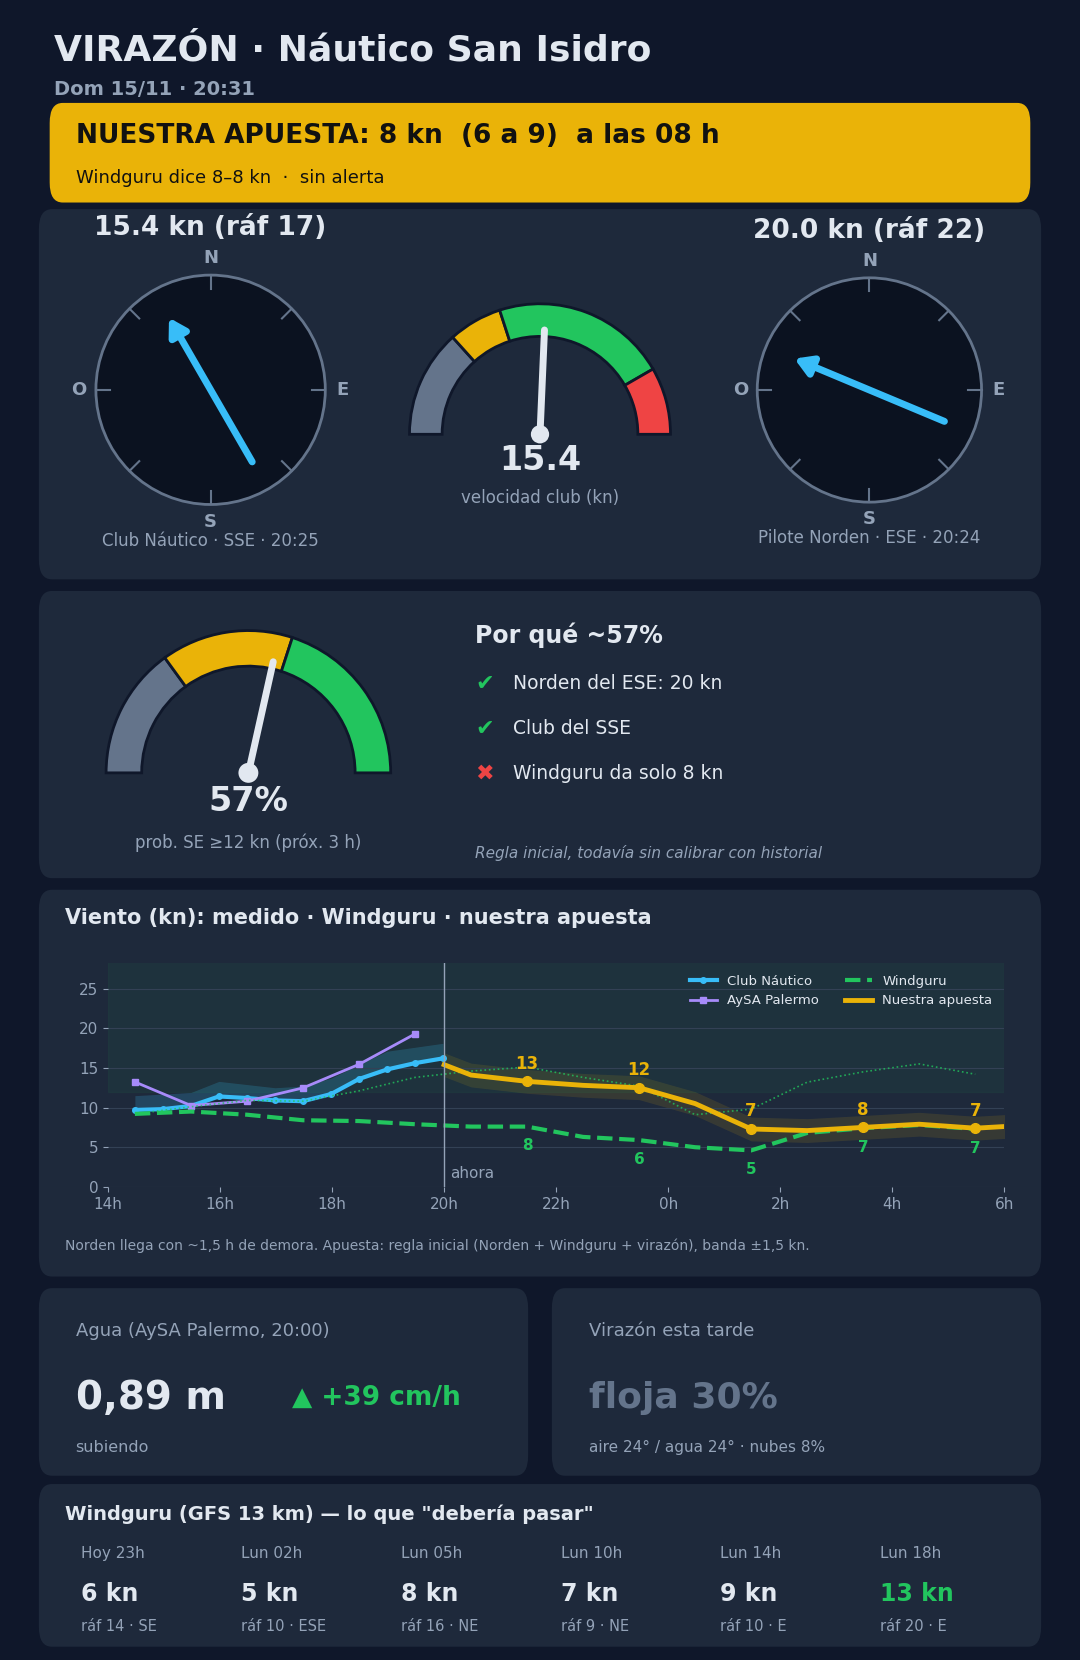 VIRAZÓN · Náutico San Isidro
Dom 15/11 · 20:31
NUESTRA APUESTA: 8 kn  (6 a 9)  a las 08 h
Windguru dice 8–8 kn  ·  sin alerta
15.4 kn (ráf 17)
N
O
E
S
Club Náutico · SSE · 20:25
15.4
velocidad club (kn)
20.0 kn (ráf 22)
N
O
E
S
Pilote Norden · ESE · 20:24
57%
prob. SE ≥12 kn (próx. 3 h)
Por qué ~57%
✔ Norden del ESE: 20 kn
✔ Club del SSE
✖ Windguru da solo 8 kn
Regla inicial, todavía sin calibrar con historial
Viento (kn): medido · Windguru · nuestra apuesta
Club Náutico
AySA Palermo
Windguru
Nuestra apuesta
25
20
15
10
5
0
13
12
7
8
7
8
6
5
7
7
ahora
14h
16h
18h
20h
22h
0h
2h
4h
6h
Norden llega con ~1,5 h de demora. Apuesta: regla inicial (Norden + Windguru + virazón), banda ±1,5 kn.
Agua (AySA Palermo, 20:00)
0,89 m
▲ +39 cm/h
subiendo
Virazón esta tarde
floja 30%
aire 24° / agua 24° · nubes 8%
Windguru (GFS 13 km) — lo que "debería pasar"
Hoy 23h
6 kn
ráf 14 · SE
Lun 02h
5 kn
ráf 10 · ESE
Lun 05h
8 kn
ráf 16 · NE
Lun 10h
7 kn
ráf 9 · NE
Lun 14h
9 kn
ráf 10 · E
Lun 18h
13 kn
ráf 20 · E